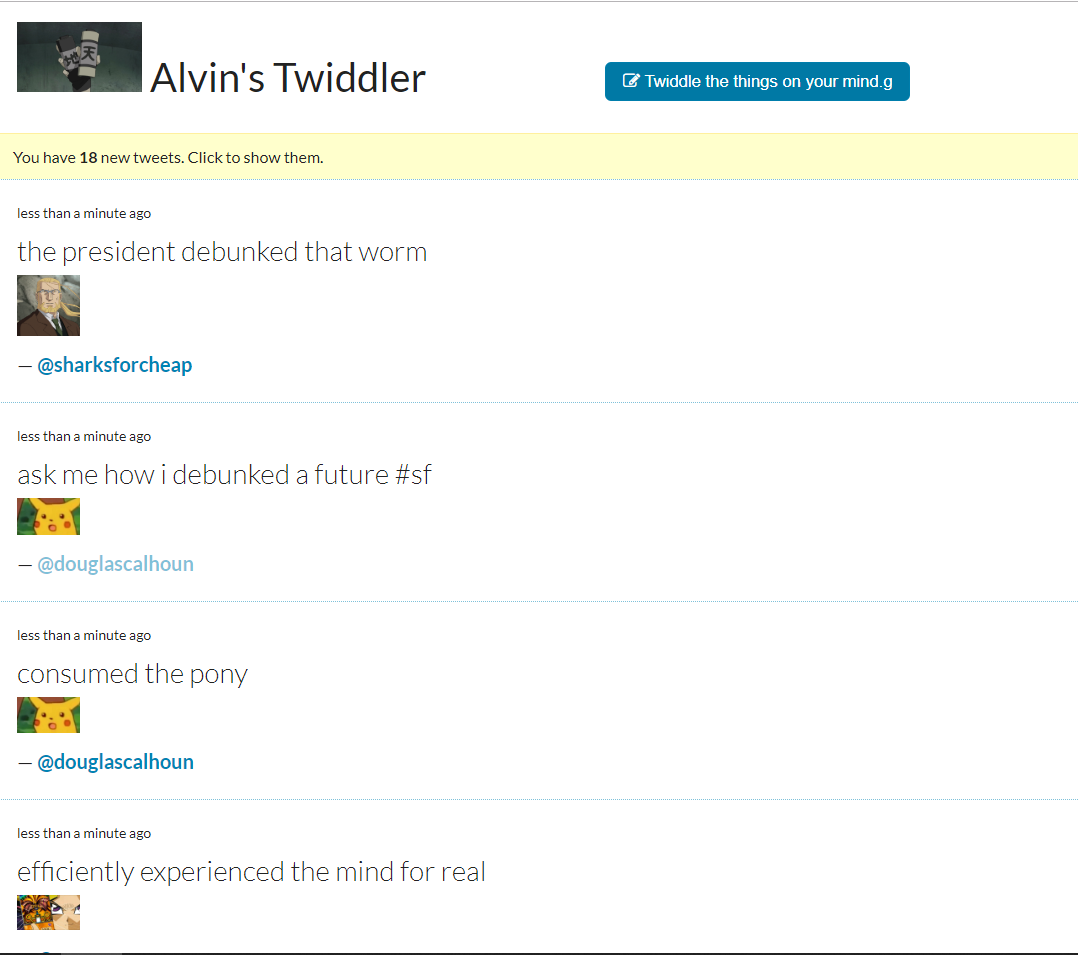 地 天
Alvin's Twiddler
Twiddle the things on your mind.g
You have 18 new tweets. Click to show them.
less than a minute ago
the president debunked that worm
— @sharksforcheap
less than a minute ago
ask me how i debunked a future #sf
— @douglascalhoun
less than a minute ago
consumed the pony
— @douglascalhoun
less than a minute ago
efficiently experienced the mind for real